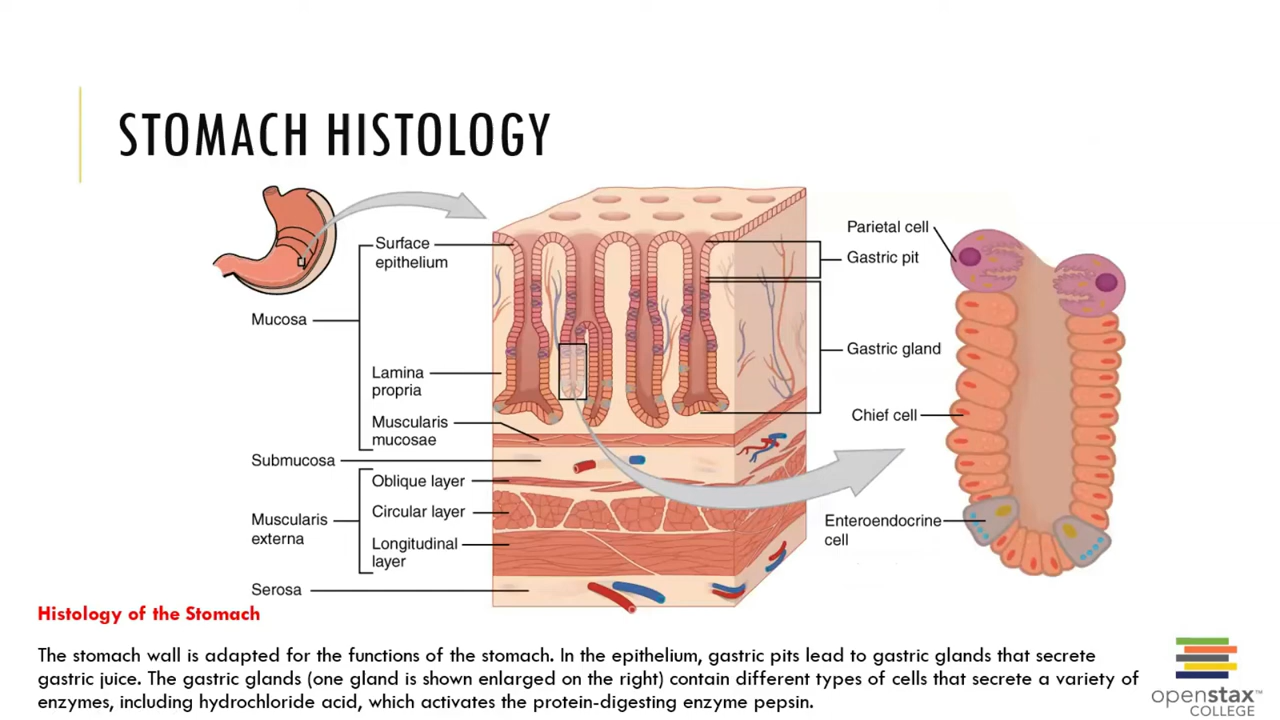 STOMACH HISTOLOGY
Surface
epithelium
Mucosa
Lamina
propria
Muscularis
mucosae
Submucosa
Oblique layer
Muscularis
externa
Circular layer
Longitudinal
layer
Serosa
Parietal cell
Gastric pit
Gastric gland
Chief cell
Enteroendocrine
cell
Histology of the Stomach
The stomach wall is adapted for the functions of the stomach. In the epithelium, gastric pits lead to gastric glands that secrete
gastric juice. The gastric glands (one gland is shown enlarged on the right) contain different types of cells that secrete a variety of
enzymes, including hydrochloride acid, which activates the protein-digesting enzyme pepsin.
openstax
COLLEGE